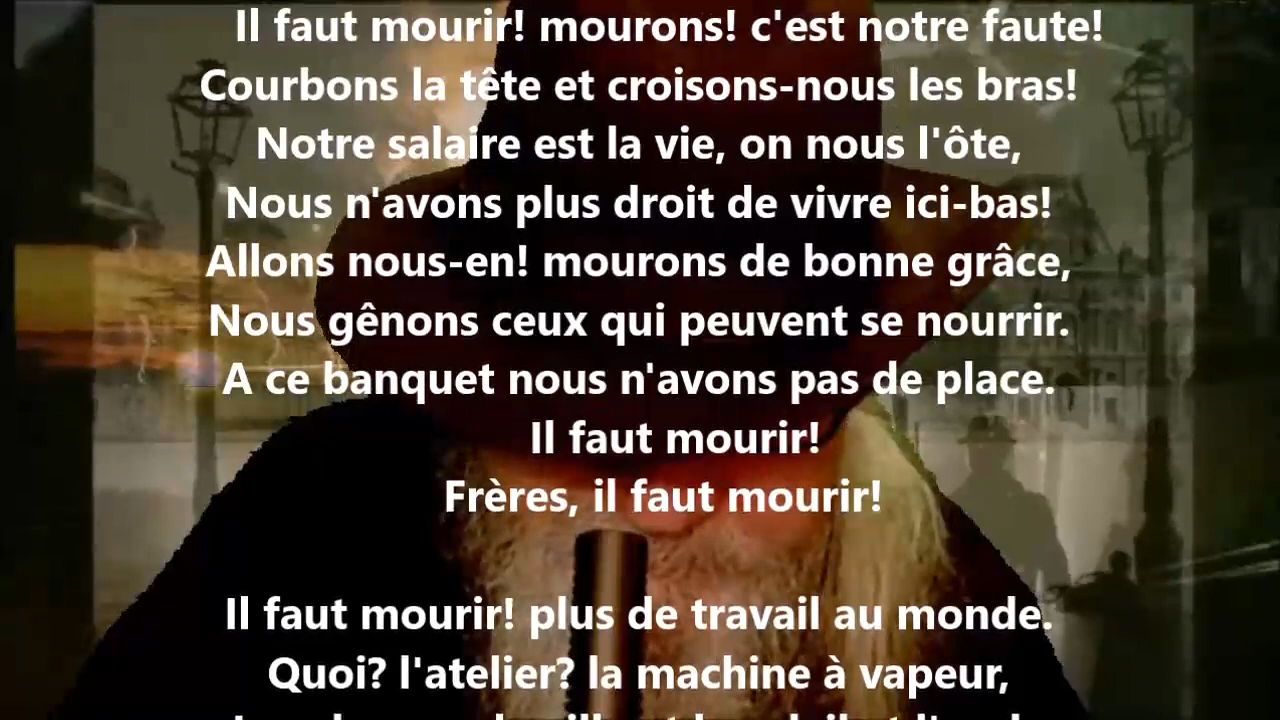 Il faut mourir! mourons! c'est notre faute!
Courbons la tête et croisons-nous les bras!
Notre salaire est la vie, on nous l'ôte,
Nous n'avons plus droit de vivre ici-bas!
Allons nous-en! mourons de bonne grâce,
Nous gênons ceux qui peuvent se nourrir.
A ce banquet nous n'avons pas de place.
Il faut mourir!
Frères, il faut mourir!
Il faut mourir! plus de travail au monde.
Quoi? l'atelier? la machine à vapeur,